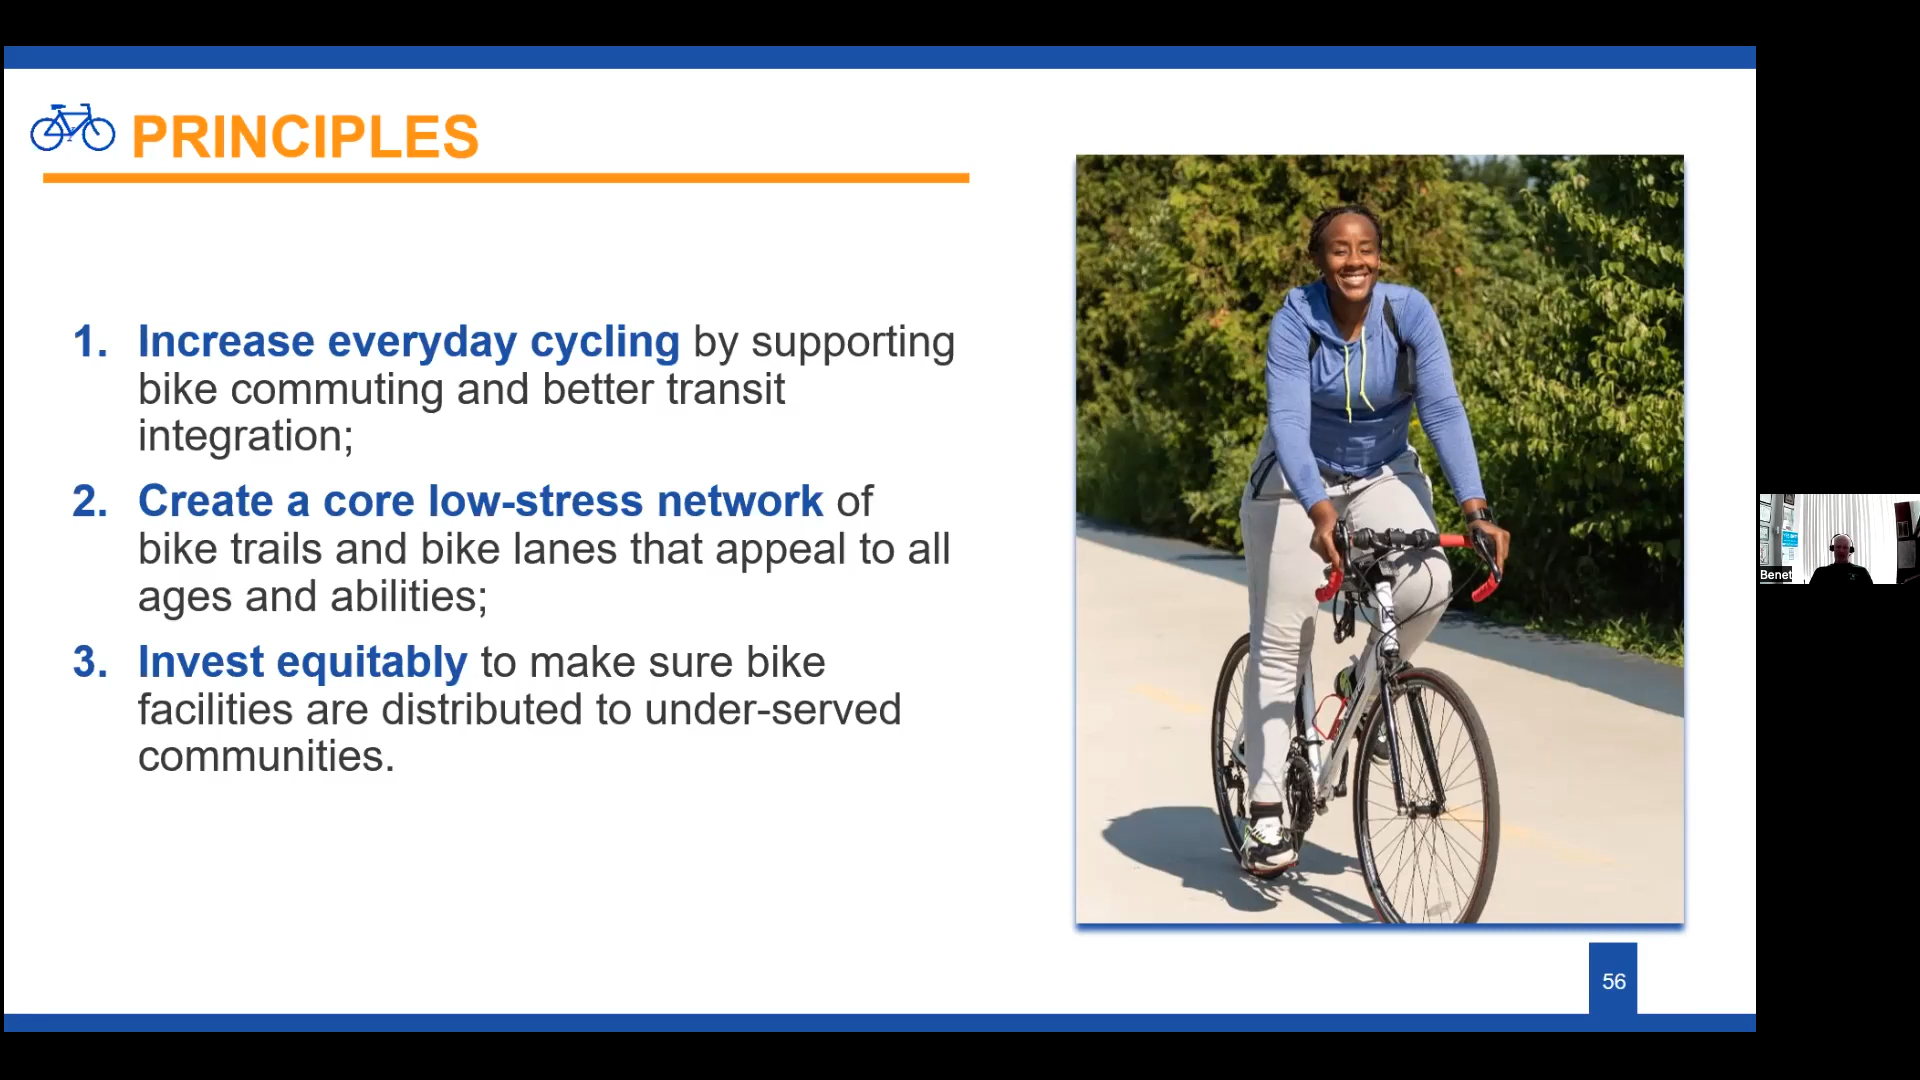 PRINCIPLES
1. Increase everyday cycling by supporting
bike commuting and better transit
integration;
2. Create a core low-stress network of
bike trails and bike lanes that appeal to all
ages and abilities;
3. Invest equitably to make sure bike
facilities are distributed to under-served
communities.
56
Benet